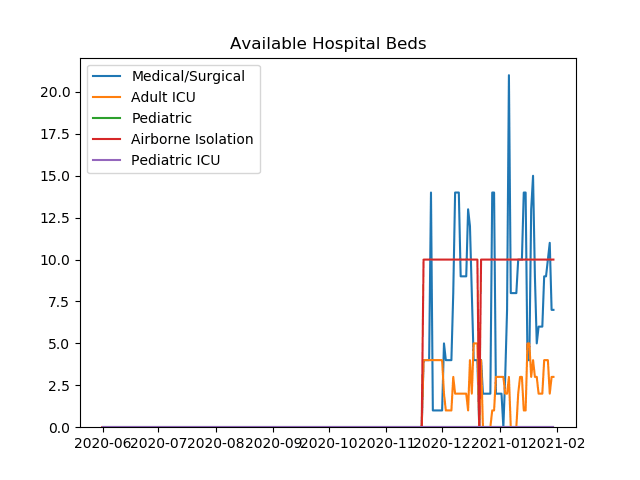 Available Hospital Beds
Medical/Surgical
Adult ICU
Pediatric
Airborne Isolation
Pediatric ICU
20.0
17.5
15.0
12.5
10.0
7.5
5.0
2.5
0.0
2020-06 2020-07 2020-08 2020-09 2020-10 2020-11 2020-12 2021-01 2021-02